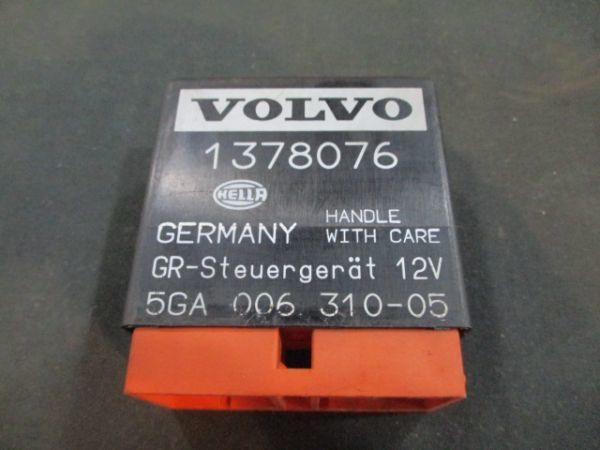 VOLVO
1378076
HELLA
GERMANY HANDLE WITH CARE
GR-Steuergerät 12V
5GA 006 310-05